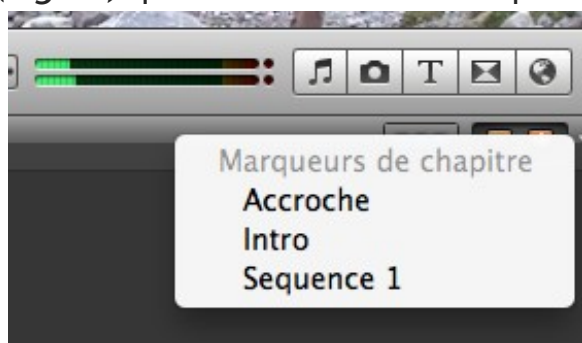 T
Marqueurs de chapitre
Accroche
Intro
Sequence 1